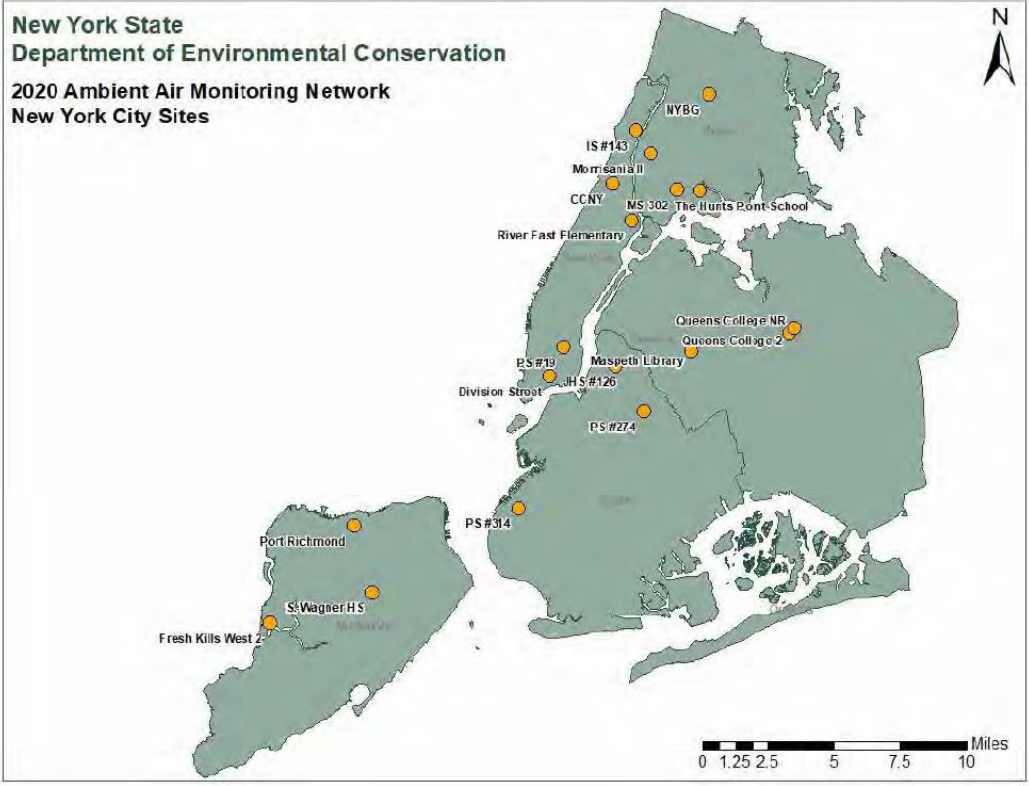 New York State
Department of Environmental Conservation
2020 Ambient Air Monitoring Network
New York City Sites
N
NYBG
IS #143
Morrisania II
CCNY
MS 302
The Hunts Point-School
River East Elementary
Queens College NR
Queens College 2
Maspeth Library
PS #19
JHS #126
Division Street
PS #274
PS #314
Port Richmond
S. Wagner HS
Fresh Kills West 2
Miles
0 1.25 2.5 5 7.5 10